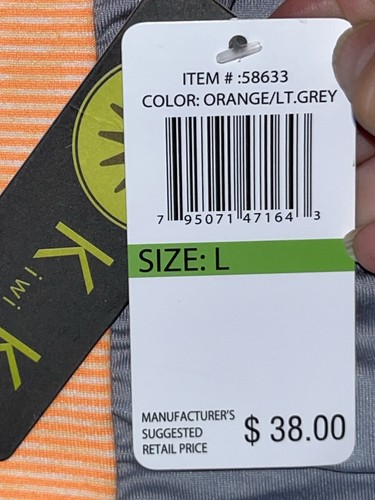 ITEM # :58633
COLOR: ORANGE/LT.GREY
7 95071 47164 3
SIZE: L
MANUFACTURER'S
SUGGESTED
RETAIL PRICE
$ 38.00
Kiwi
K